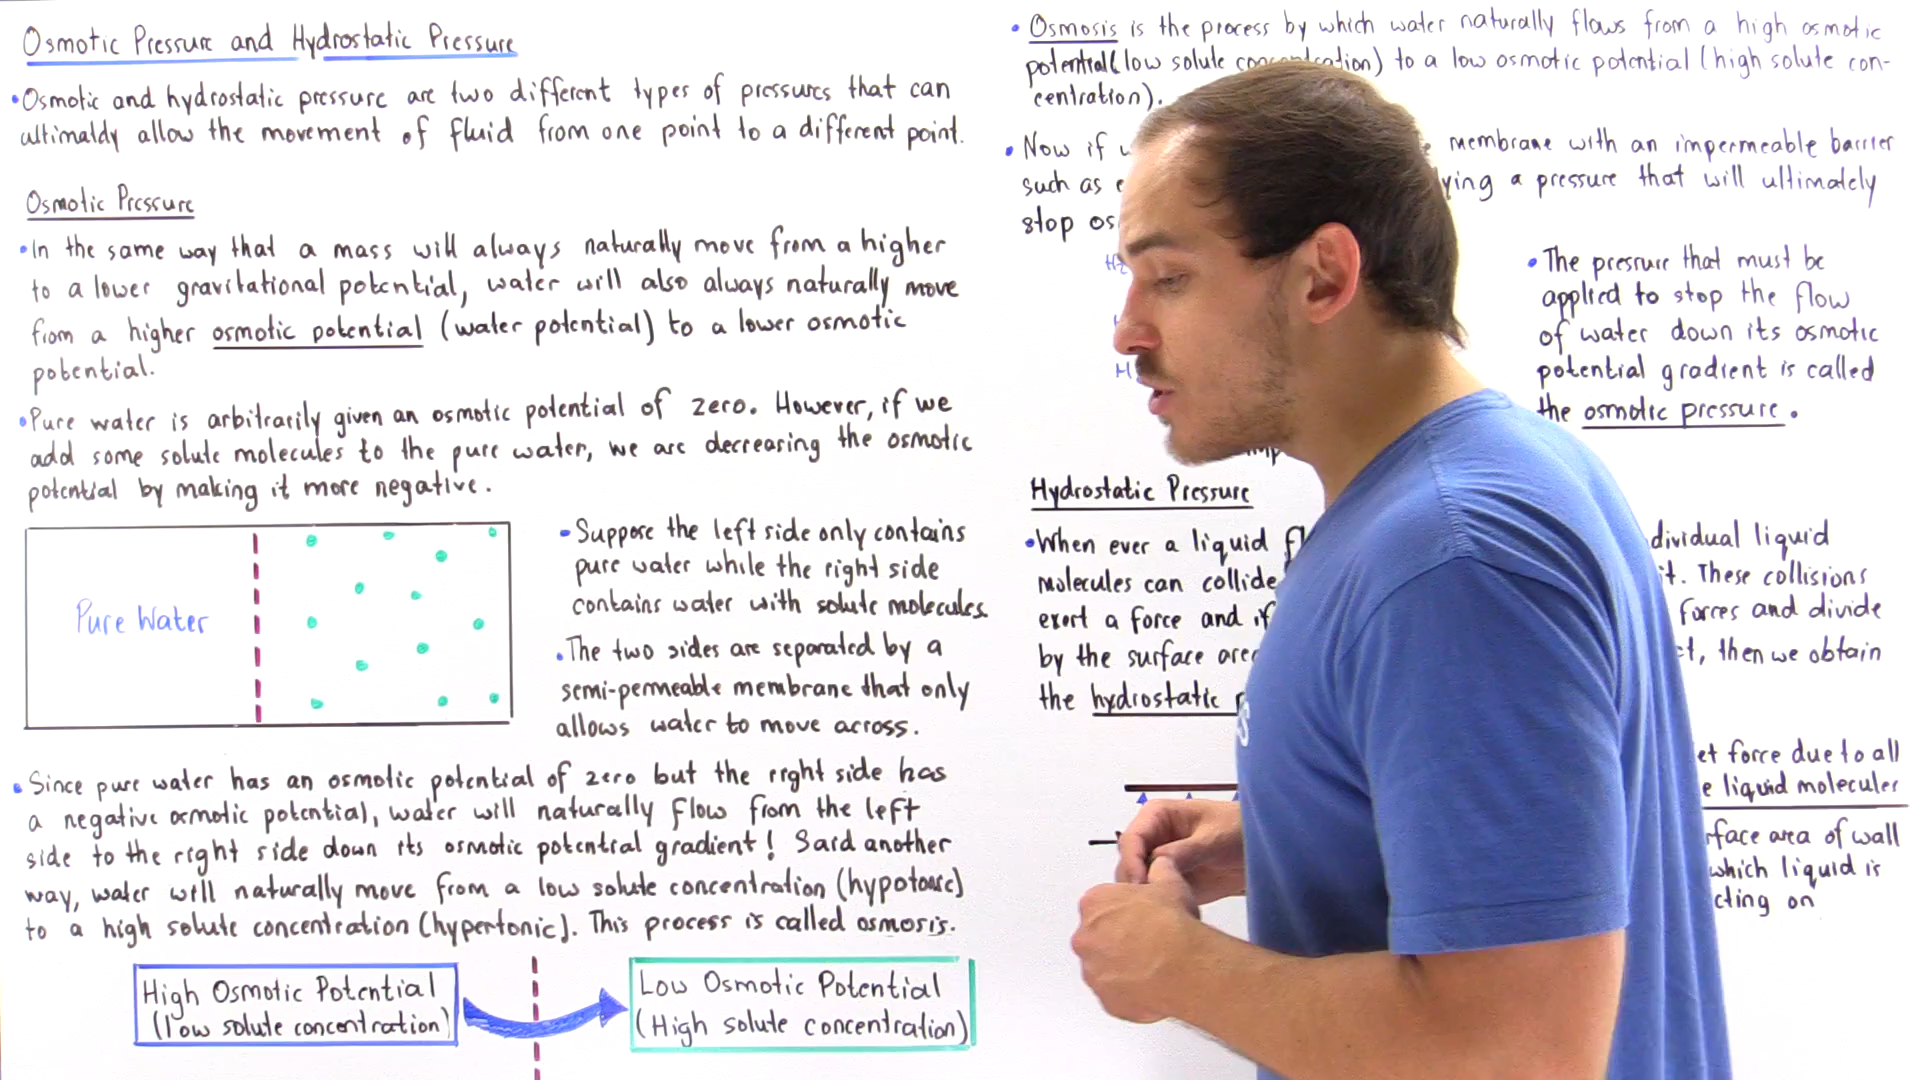 Osmotic Pressure and Hydrostatic Pressure
• Osmotic and hydrostatic pressure are two different types of pressures that can
ultimately allow the movement of fluid from one point to a different point.
Osmotic Pressure
• In the same way that a mass will always naturally move from a higher
to a lower gravitational potential, water will also always naturally move
from a higher osmotic potential (water potential) to a lower osmotic
potential.
• Pure water is arbitrarily given an osmotic potential of zero. However, if we
add some solute molecules to the pure water, we are decreasing the osmotic
potential by making it more negative.
Pure Water
• Suppose the left side only contains
pure water while the right side
contains water with solute molecules.
• The two sides are separated by a
semi-permeable membrane that only
allows water to move across.
• Since pure water has an osmotic potential of zero but the right side has
a negative osmotic potential, water will naturally flow from the left
side to the right side down its osmotic potential gradient! Said another
way, water will naturally move from a low solute concentration (hypotonic)
to a high solute concentration (hypertonic). This process is called osmosis.
High Osmotic Potential
(low solute concentration)
Low Osmotic Potential
(High solute concentration)
• Osmosis is the process by which water naturally flows from a high osmotic
potential (low solute concentration) to a low osmotic potential (high solute con-
centration).
• Now if membrane with an impermeable barrier
such as a pressure that will ultimately
stop
• The pressure that must be
applied to stop the flow
of water down its osmotic
potential gradient is called
the osmotic pressure.
Hydrostatic Pressure
• When ever a liquid liquid
molecules can collide it. These collisions
exert a force and if forces and divide
by the surface , then we obtain
the hydrostatic
force due to all
liquid molecules
area of wall
which liquid is
on